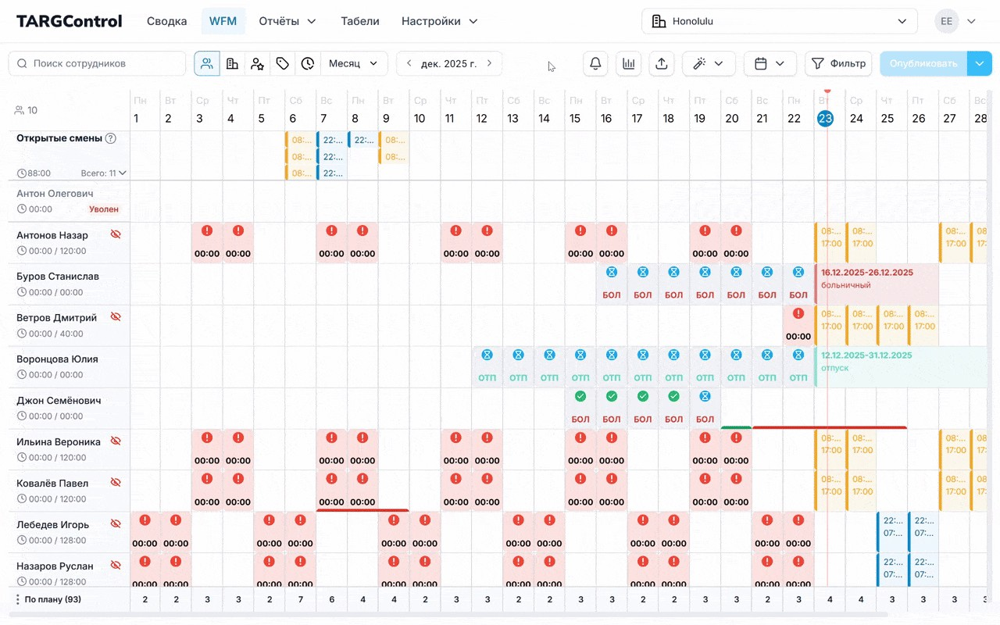 TARGControl Сводка WFM Отчёты Табели Настройки Honolulu EE
Поиск сотрудников Месяц дек. 2025 г. Фильтр Опубликовать
10 Пн Вт Ср Чт Пт Сб Вс Пн Вт Ср Чт Пт Сб Вс Пн Вт Ср Чт Пт Сб Вс Пн Вт Ср Чт Пт Сб Вс
1 2 3 4 5 6 7 8 9 10 11 12 13 14 15 16 17 18 19 20 21 22 23 24 25 26 27 28
Открытые смены ? 08:... 22:... 22:... 08:...
08:... 22:... 08:...
88:00 Всего: 11 08:... 22:...
Антон Олегович
00:00 Уволен
Антонов Назар 08:... 08:... 08:... 08:
00:00 / 120:00 00:00 00:00 00:00 00:00 00:00 00:00 00:00 00:00 00:00 00:00 17:00 17:00 17:00 17:
Буров Станислав 16.12.2025-26.12.2025
00:00 / 00:00 БОЛ БОЛ БОЛ БОЛ БОЛ БОЛ БОЛ больничный
Ветров Дмитрий 08:... 08:... 08:... 08:...
00:00 / 40:00 00:00 17:00 17:00 17:00 17:00
Воронцова Юлия 12.12.2025-31.12.2025
00:00 / 00:00 ОТП ОТП ОТП ОТП ОТП ОТП ОТП ОТП ОТП ОТП ОТП отпуск
Джон Семёнович
00:00 / 00:00 БОЛ БОЛ БОЛ БОЛ БОЛ
Ильина Вероника 08:... 08:... 08:... 08:
00:00 / 120:00 00:00 00:00 00:00 00:00 00:00 00:00 00:00 00:00 00:00 00:00 17:00 17:00 17:00 17:
Ковалёв Павел 08:... 08:... 08:... 08:
00:00 / 120:00 00:00 00:00 00:00 00:00 00:00 00:00 00:00 00:00 00:00 00:00 17:00 17:00 17:00 17:
Лебедев Игорь 22:... 22:...
00:00 / 128:00 00:00 00:00 00:00 00:00 00:00 00:00 00:00 00:00 00:00 00:00 00:00 00:00 07:... 07:...
Назаров Руслан 22:... 22:...
00:00 / 128:00 00:00 00:00 00:00 00:00 00:00 00:00 00:00 00:00 00:00 00:00 00:00 00:00 07:... 07:...
По плану (93) 2 2 3 3 2 7 6 4 4 2 3 3 2 2 3 3 2 2 3 3 2 3 4 4 3 3 3 3